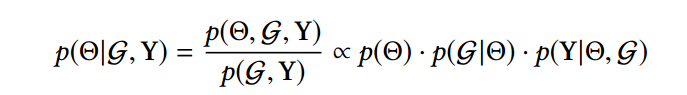 p(Θ|𝒢, Y) = p(Θ, 𝒢, Y) / p(𝒢, Y) ∝ p(Θ) · p(𝒢|Θ) · p(Y|Θ, 𝒢)